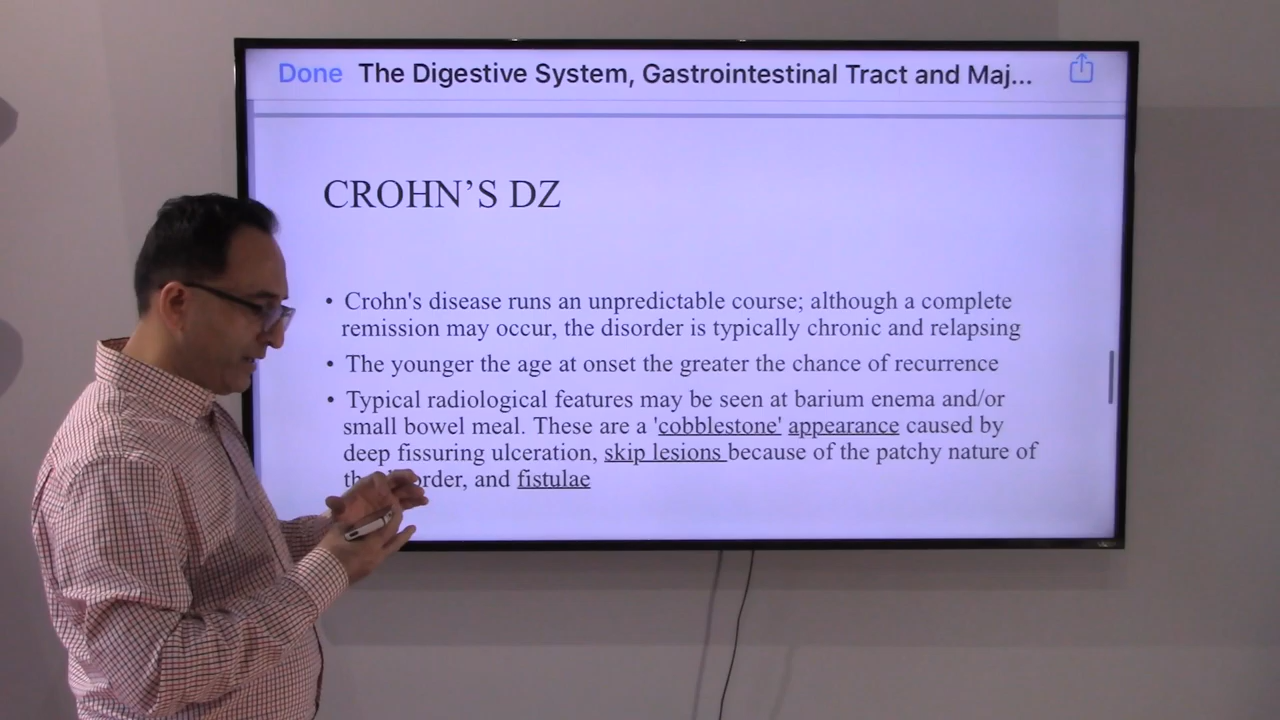 Done The Digestive System, Gastrointestinal Tract and Maj...
CROHN'S DZ
• Crohn's disease runs an unpredictable course; although a complete
remission may occur, the disorder is typically chronic and relapsing
• The younger the age at onset the greater the chance of recurrence
• Typical radiological features may be seen at barium enema and/or
small bowel meal. These are a 'cobblestone' appearance caused by
deep fissuring ulceration, skip lesions because of the patchy nature of
and fistulae